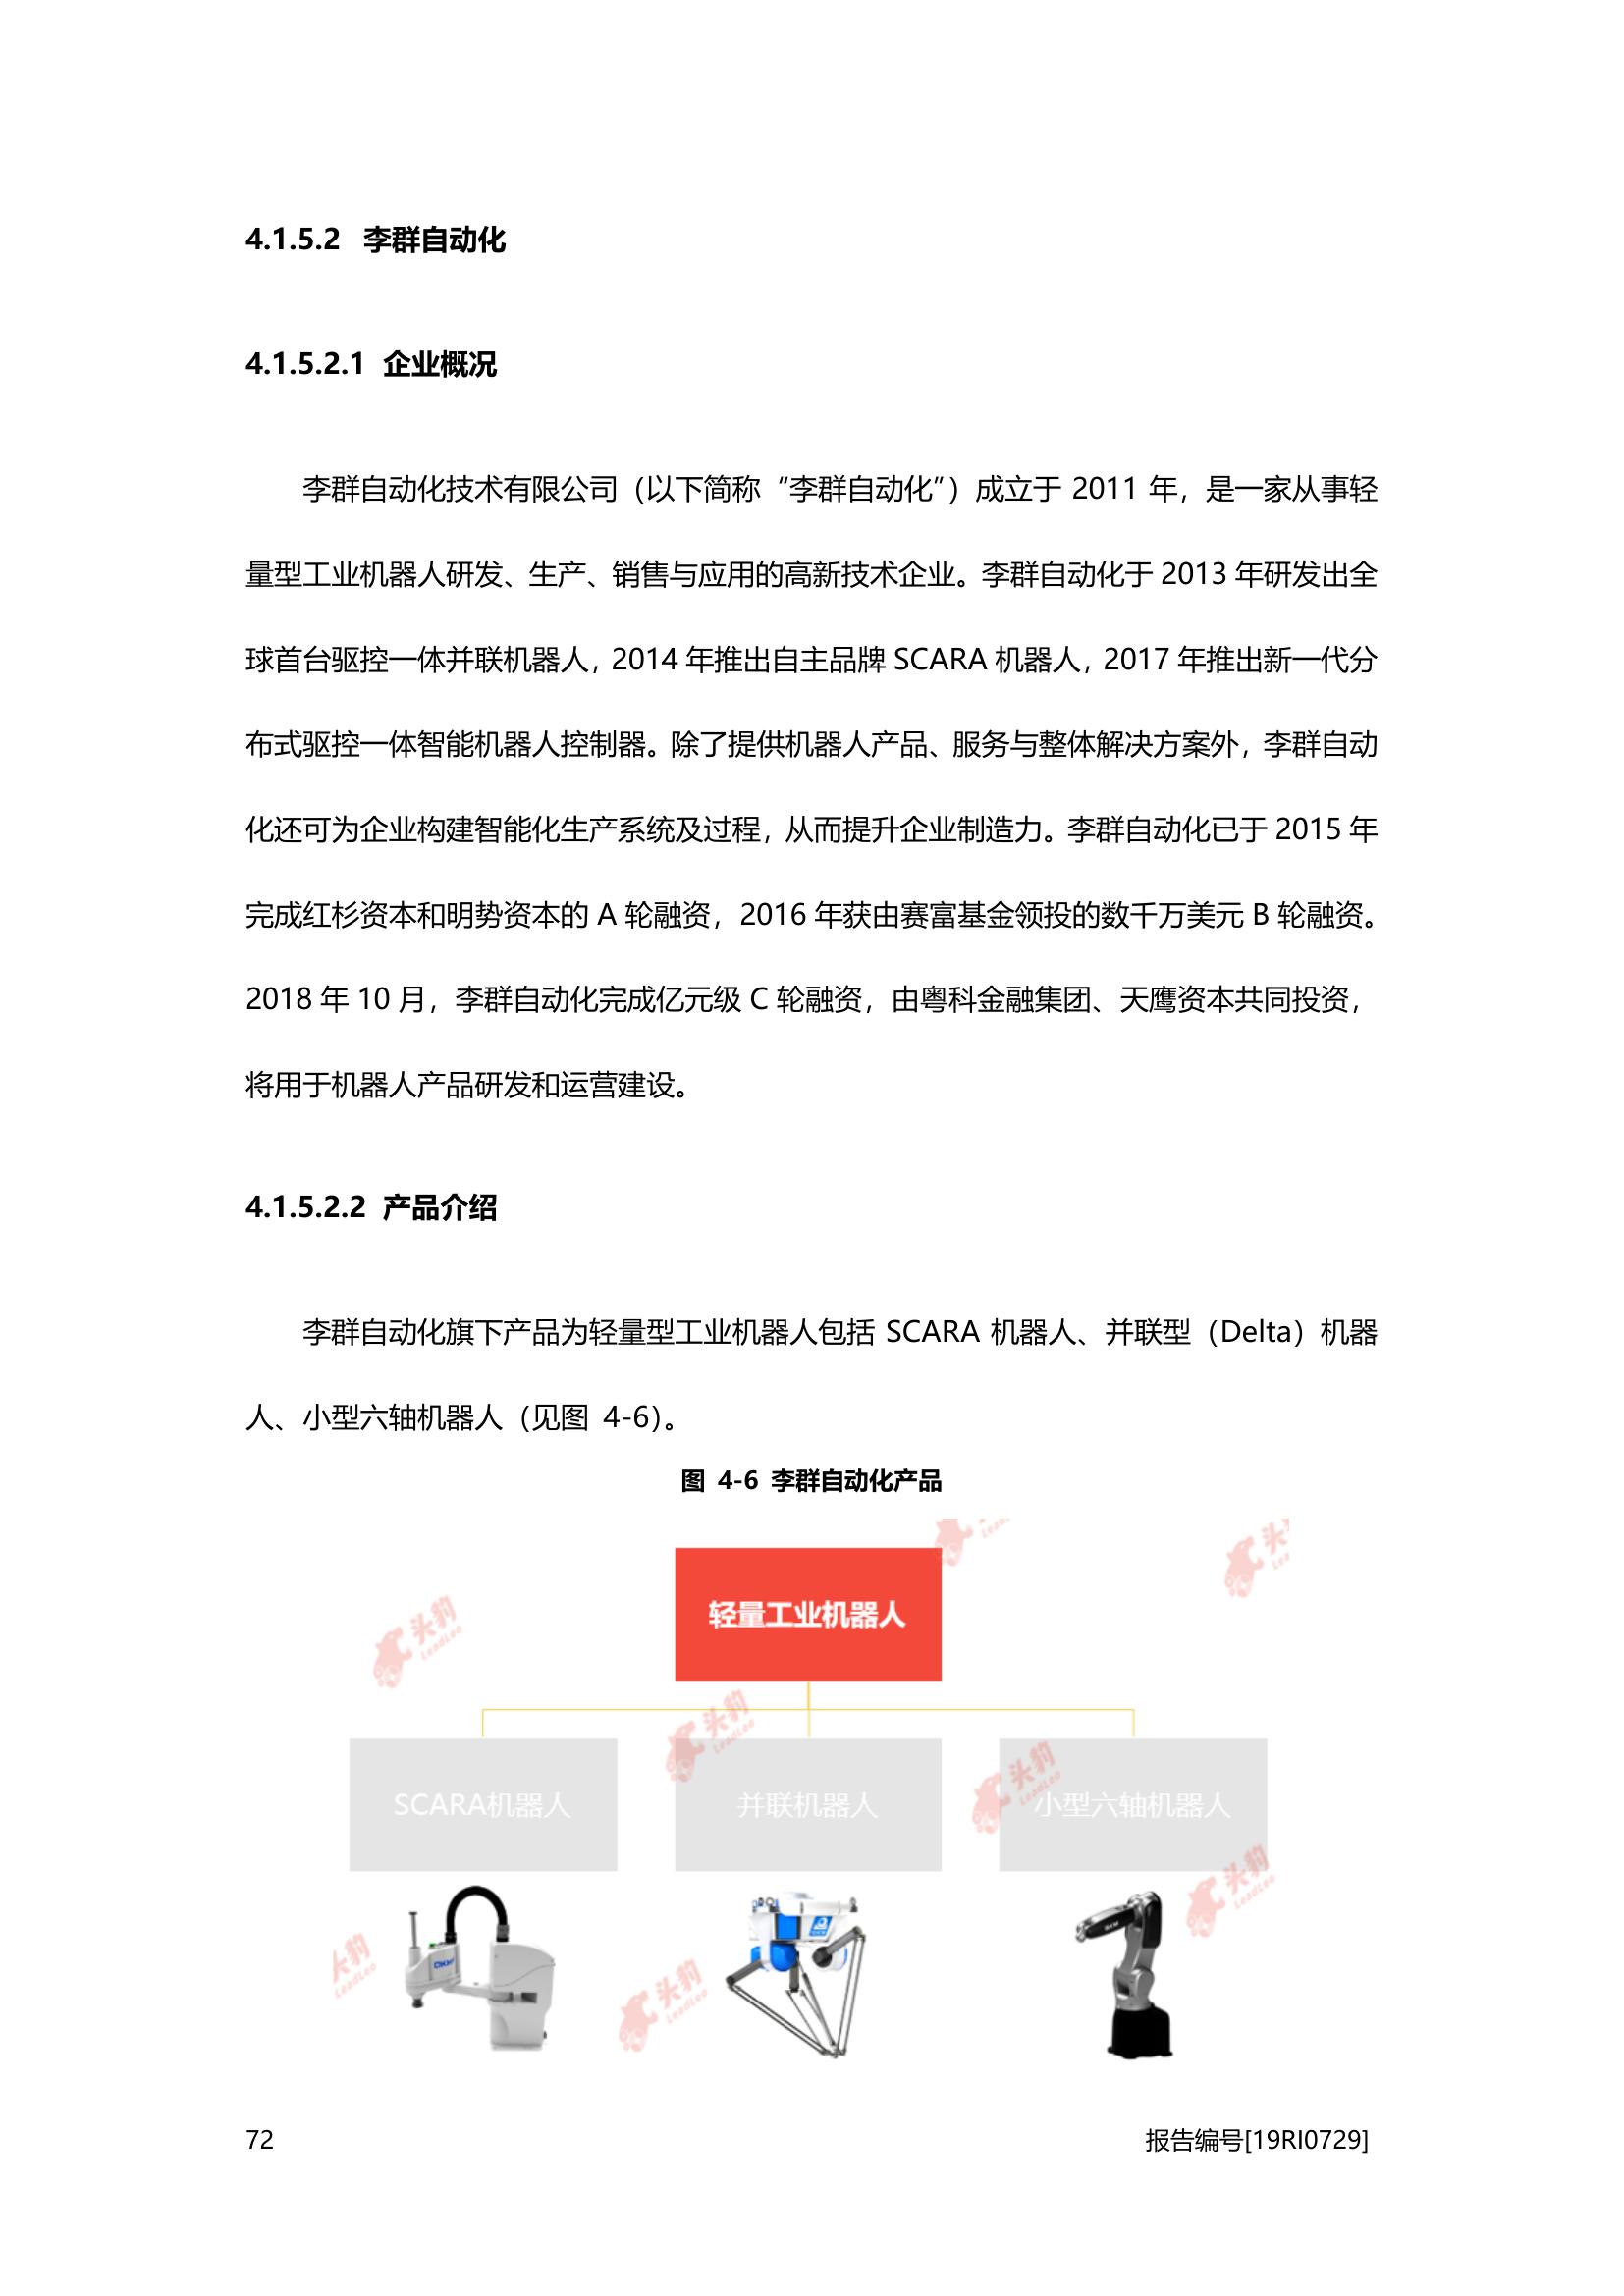 4.1.5.2 李群自动化
4.1.5.2.1 企业概况
李群自动化技术有限公司（以下简称“李群自动化”）成立于 2011 年，是一家从事轻
量型工业机器人研发、生产、销售与应用的高新技术企业。李群自动化于 2013 年研发出全
球首台驱控一体并联机器人，2014 年推出自主品牌 SCARA 机器人，2017 年推出新一代分
布式驱控一体智能机器人控制器。除了提供机器人产品、服务与整体解决方案外，李群自动
化还可为企业构建智能化生产系统及过程，从而提升企业制造力。李群自动化已于 2015 年
完成红杉资本和明势资本的 A 轮融资，2016 年获由赛富基金领投的数千万美元 B 轮融资。
2018 年 10 月，李群自动化完成亿元级 C 轮融资，由粤科金融集团、天鹰资本共同投资，
将用于机器人产品研发和运营建设。
4.1.5.2.2 产品介绍
李群自动化旗下产品为轻量型工业机器人包括 SCARA 机器人、并联型（Delta）机器
人、小型六轴机器人（见图 4-6）。
图 4-6 李群自动化产品
轻量工业机器人
SCARA机器人 并联机器人 小型六轴机器人
头豹
LeadLeo
72 报告编号[19RI0729]